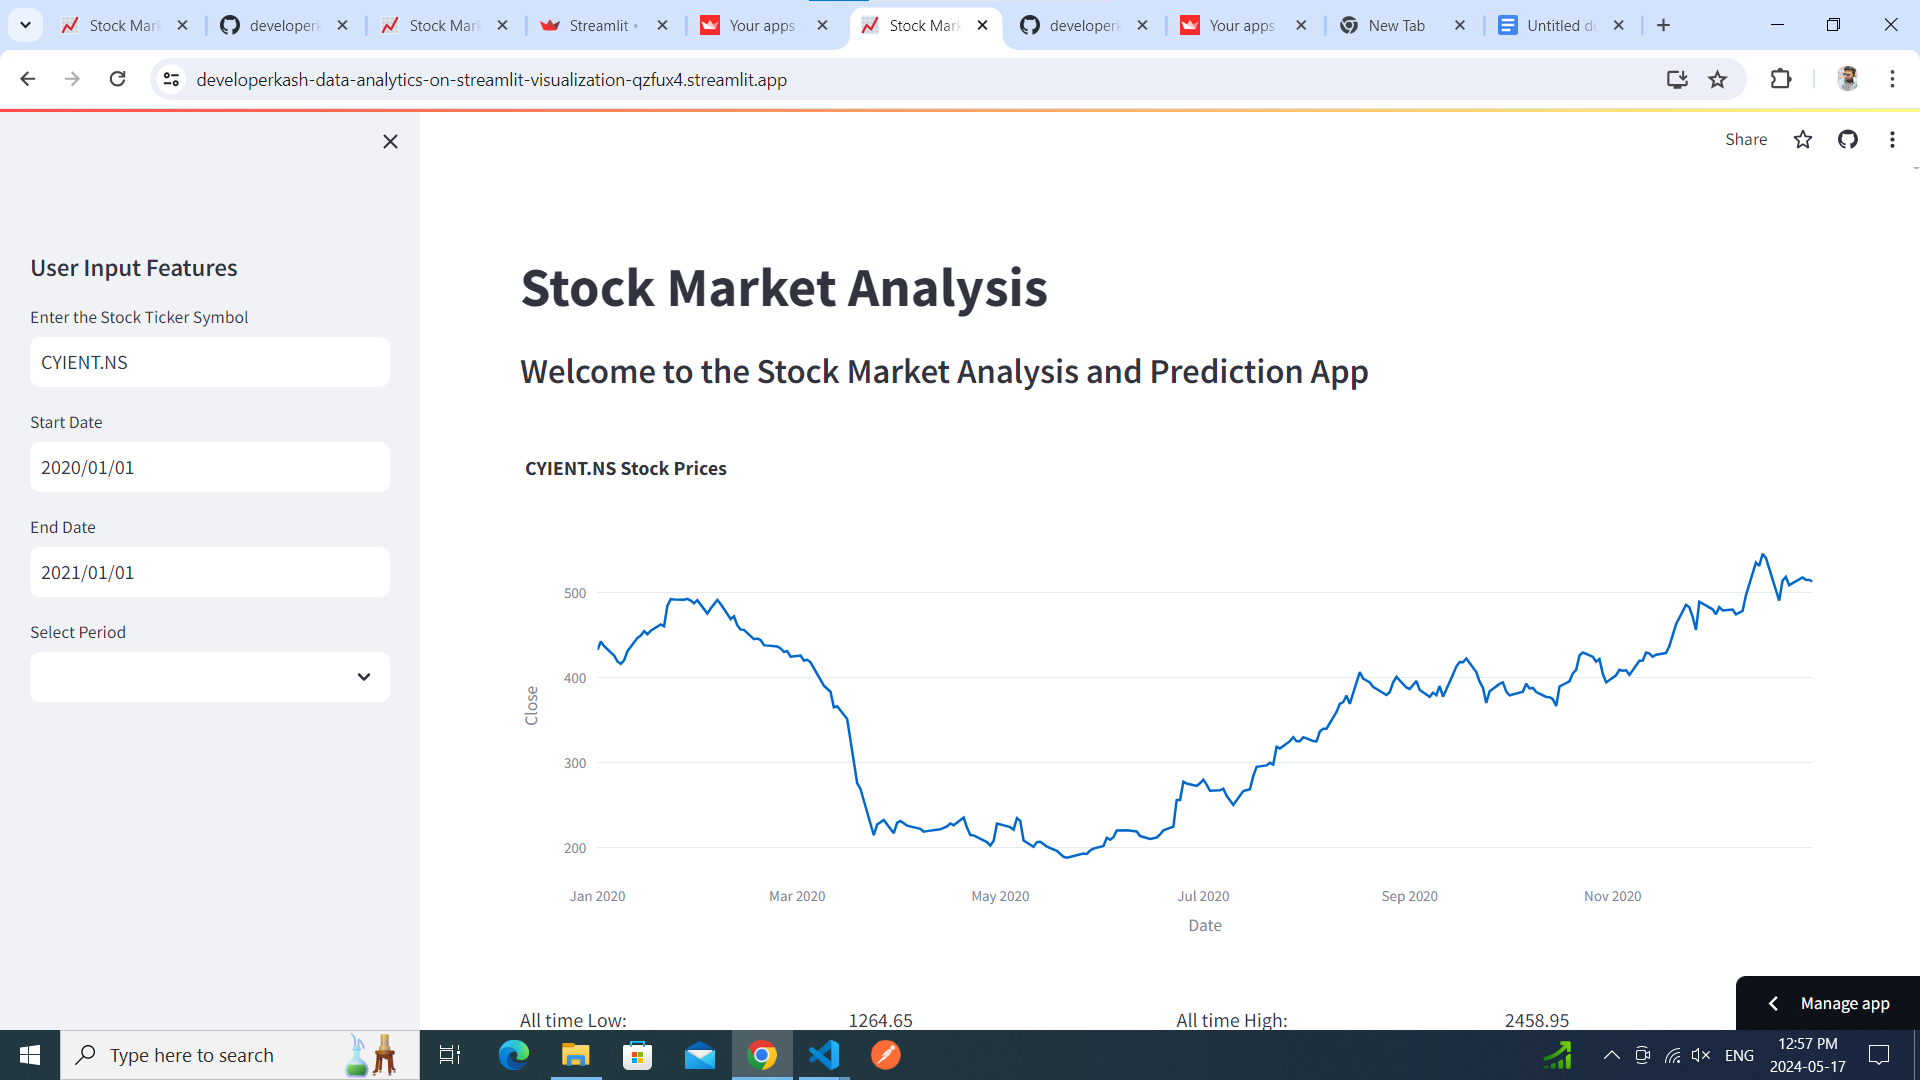 Stock Mark
developerk
Stock Mark
Streamlit •
Your apps
Stock Mark
developerk
Your apps
New Tab
Untitled do
developerkash-data-analytics-on-streamlit-visualization-qzfux4.streamlit.app
Share
User Input Features
Enter the Stock Ticker Symbol
CYIENT.NS
Start Date
2020/01/01
End Date
2021/01/01
Select Period
Stock Market Analysis
Welcome to the Stock Market Analysis and Prediction App
CYIENT.NS Stock Prices
500
400
300
200
Close
Jan 2020 Mar 2020 May 2020 Jul 2020 Sep 2020 Nov 2020
Date
All time Low: 1264.65 All time High: 2458.95
Manage app
Type here to search
ENG
12:57 PM
2024-05-17